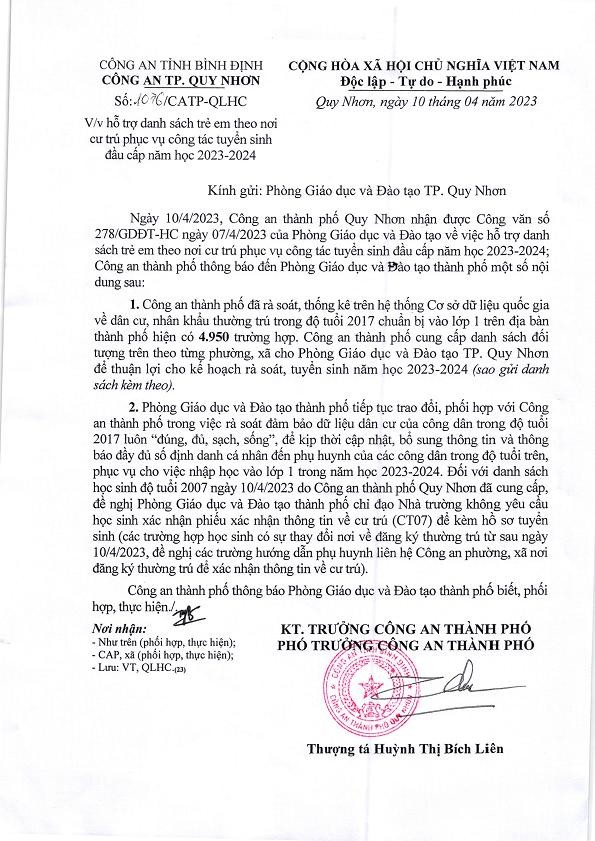 CÔNG AN TỈNH BÌNH ĐỊNH
CÔNG AN TP. QUY NHƠN
CỘNG HÒA XÃ HỘI CHỦ NGHĨA VIỆT NAM
Độc lập - Tự do - Hạnh phúc
Số: 1076/CATP-QLHC
Quy Nhơn, ngày 10 tháng 04 năm 2023
V/v hỗ trợ danh sách trẻ em theo nơi
cư trú phục vụ công tác tuyển sinh
đầu cấp năm học 2023-2024
Kính gửi: Phòng Giáo dục và Đào tạo TP. Quy Nhơn
Ngày 10/4/2023, Công an thành phố Quy Nhơn nhận được Công văn số
278/GDĐT-HC ngày 07/4/2023 của Phòng Giáo dục và Đào tạo về việc hỗ trợ danh
sách trẻ em theo nơi cư trú phục vụ công tác tuyển sinh đầu cấp năm học 2023-2024;
Công an thành phố thông báo đến Phòng Giáo dục và Đào tạo thành phố 1 một số nội
dung sau:
1. Công an thành phố đã rà soát, thống kê trên hệ thống Cơ sở dữ liệu quốc gia
về dân cư, nhân khẩu thường trú trong độ tuổi 2017 chuẩn bị vào lớp 1 trên địa bàn
thành phố hiện có 4.950 trường hợp. Công an thành phố cung cấp danh sách đối
tượng trên theo từng phường, xã cho Phòng Giáo dục và Đào tạo TP. Quy Nhơn
để thuận lợi cho kế hoạch rà soát, tuyển sinh năm học 2023-2024 (sao gửi danh
sách kèm theo).
2. Phòng Giáo dục và Đào tạo thành phố tiếp tục trao đổi, phối hợp với Công
an thành phố trong việc rà soát đảm bảo dữ liệu dân cư của công dân trong độ tuổi
2017 luôn “đúng, đủ, sạch, sống”, để kịp thời cập nhật, bổ sung thông tin và thông
báo đầy đủ số định danh cá nhân đến phụ huynh của các công dân trong độ tuổi trên,
phục vụ cho việc nhập học vào lớp 1 trong năm học 2023-2024. Đối với danh sách
học sinh độ tuổi 2007 ngày 10/4/2023 do Công an thành phố Quy Nhơn đã cung cấp,
đề nghị Phòng Giáo dục và Đào tạo thành phố chỉ đạo Nhà trường không yêu cầu
học sinh xác nhận phiếu xác nhận thông tin về cư trú (CT07) để kèm hồ sơ tuyển
sinh (các trường hợp học sinh có sự thay đổi nơi về đăng ký thường trú từ sau ngày
10/4/2023, đề nghị các trường hướng dẫn phụ huynh liên hệ Công an phường, xã nơi
đăng ký thường trú để xác nhận thông tin về cư trú).
Công an thành phố thông báo Phòng Giáo dục và Đào tạo thành phố biết, phối
hợp, thực hiện./.
Nơi nhận:
- Như trên (phối hợp, thực hiện);
- CAP, xã (phối hợp, thực hiện);
- Lưu: VT, QLHC.(23)
KT. TRƯỞNG CÔNG AN THÀNH PHỐ
PHÓ TRƯỞNG CÔNG AN THÀNH PHỐ
CÔNG AN TỈNH BÌNH ĐỊNH
CÔNG AN THÀNH PHỐ QUY NHƠN
Thượng tá Huỳnh Thị Bích Liên